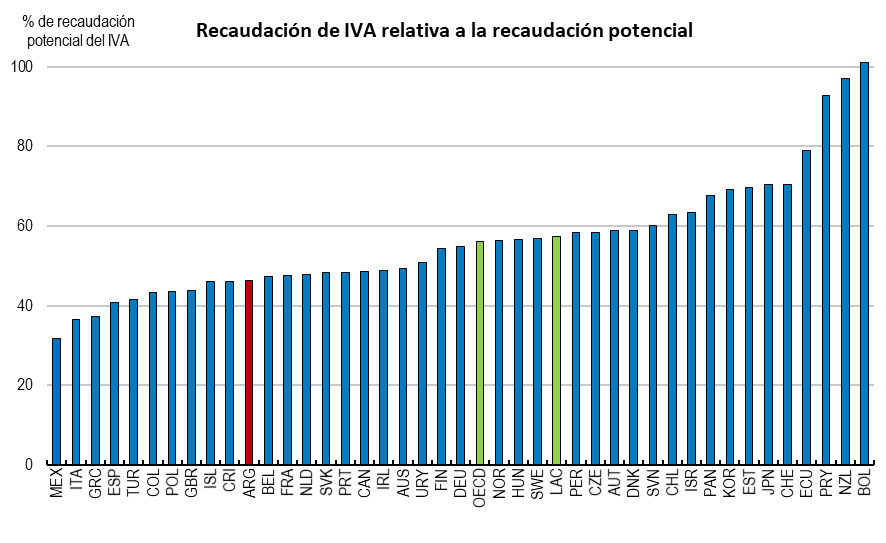 % de recaudación
potencial del IVA
Recaudación de IVA relativa a la recaudación potencial
100
80
60
40
20
0
MEX
ITA
GRC
ESP
TUR
COL
POL
GBR
ISL
CRI
ARG
BEL
FRA
NLD
SVK
PRT
CAN
IRL
AUS
URY
FIN
DEU
OECD
NOR
HUN
SWE
LAC
PER
CZE
AUT
DNK
SVN
CHL
ISR
PAN
KOR
EST
JPN
CHE
ECU
PRY
NZL
BOL